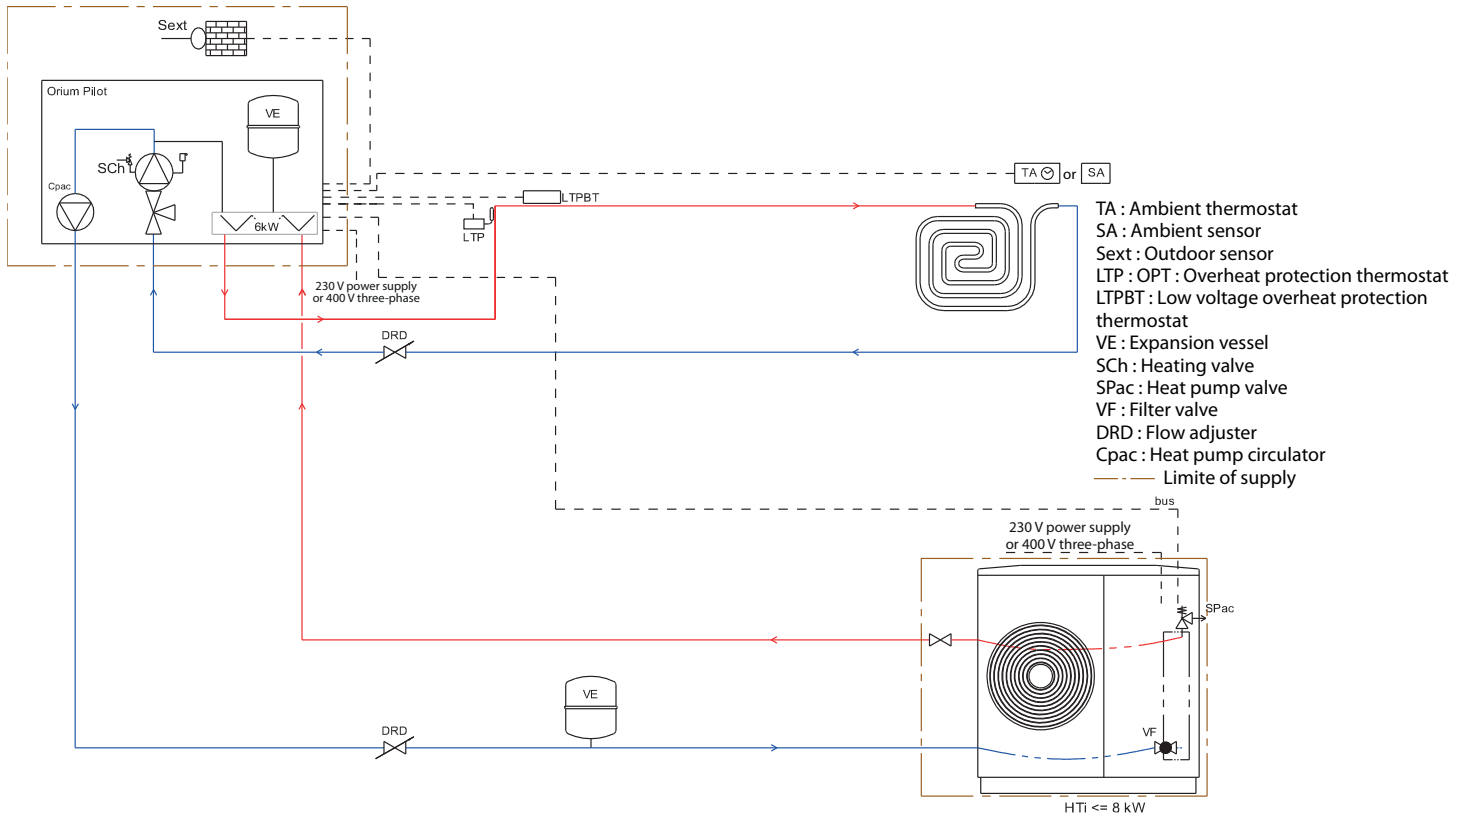 Sext
Orium Pilot
VE
SCh
Cpac
6kW
LTPBT
LTP
TA or SA
230 V power supply
or 400 V three-phase
DRD
TA : Ambient thermostat
SA : Ambient sensor
Sext : Outdoor sensor
LTP : OPT : Overheat protection thermostat
LTPBT : Low voltage overheat protection
thermostat
VE : Expansion vessel
SCh : Heating valve
SPac : Heat pump valve
VF : Filter valve
DRD : Flow adjuster
Cpac : Heat pump circulator
Limite of supply
bus
230 V power supply
or 400 V three-phase
SPac
VE
DRD
VF
HTi <= 8 kW